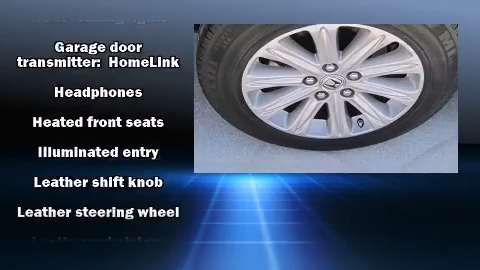 Garage door
transmitter: HomeLink
Headphones
Heated front seats
Illuminated entry
Leather shift knob
Leather steering wheel